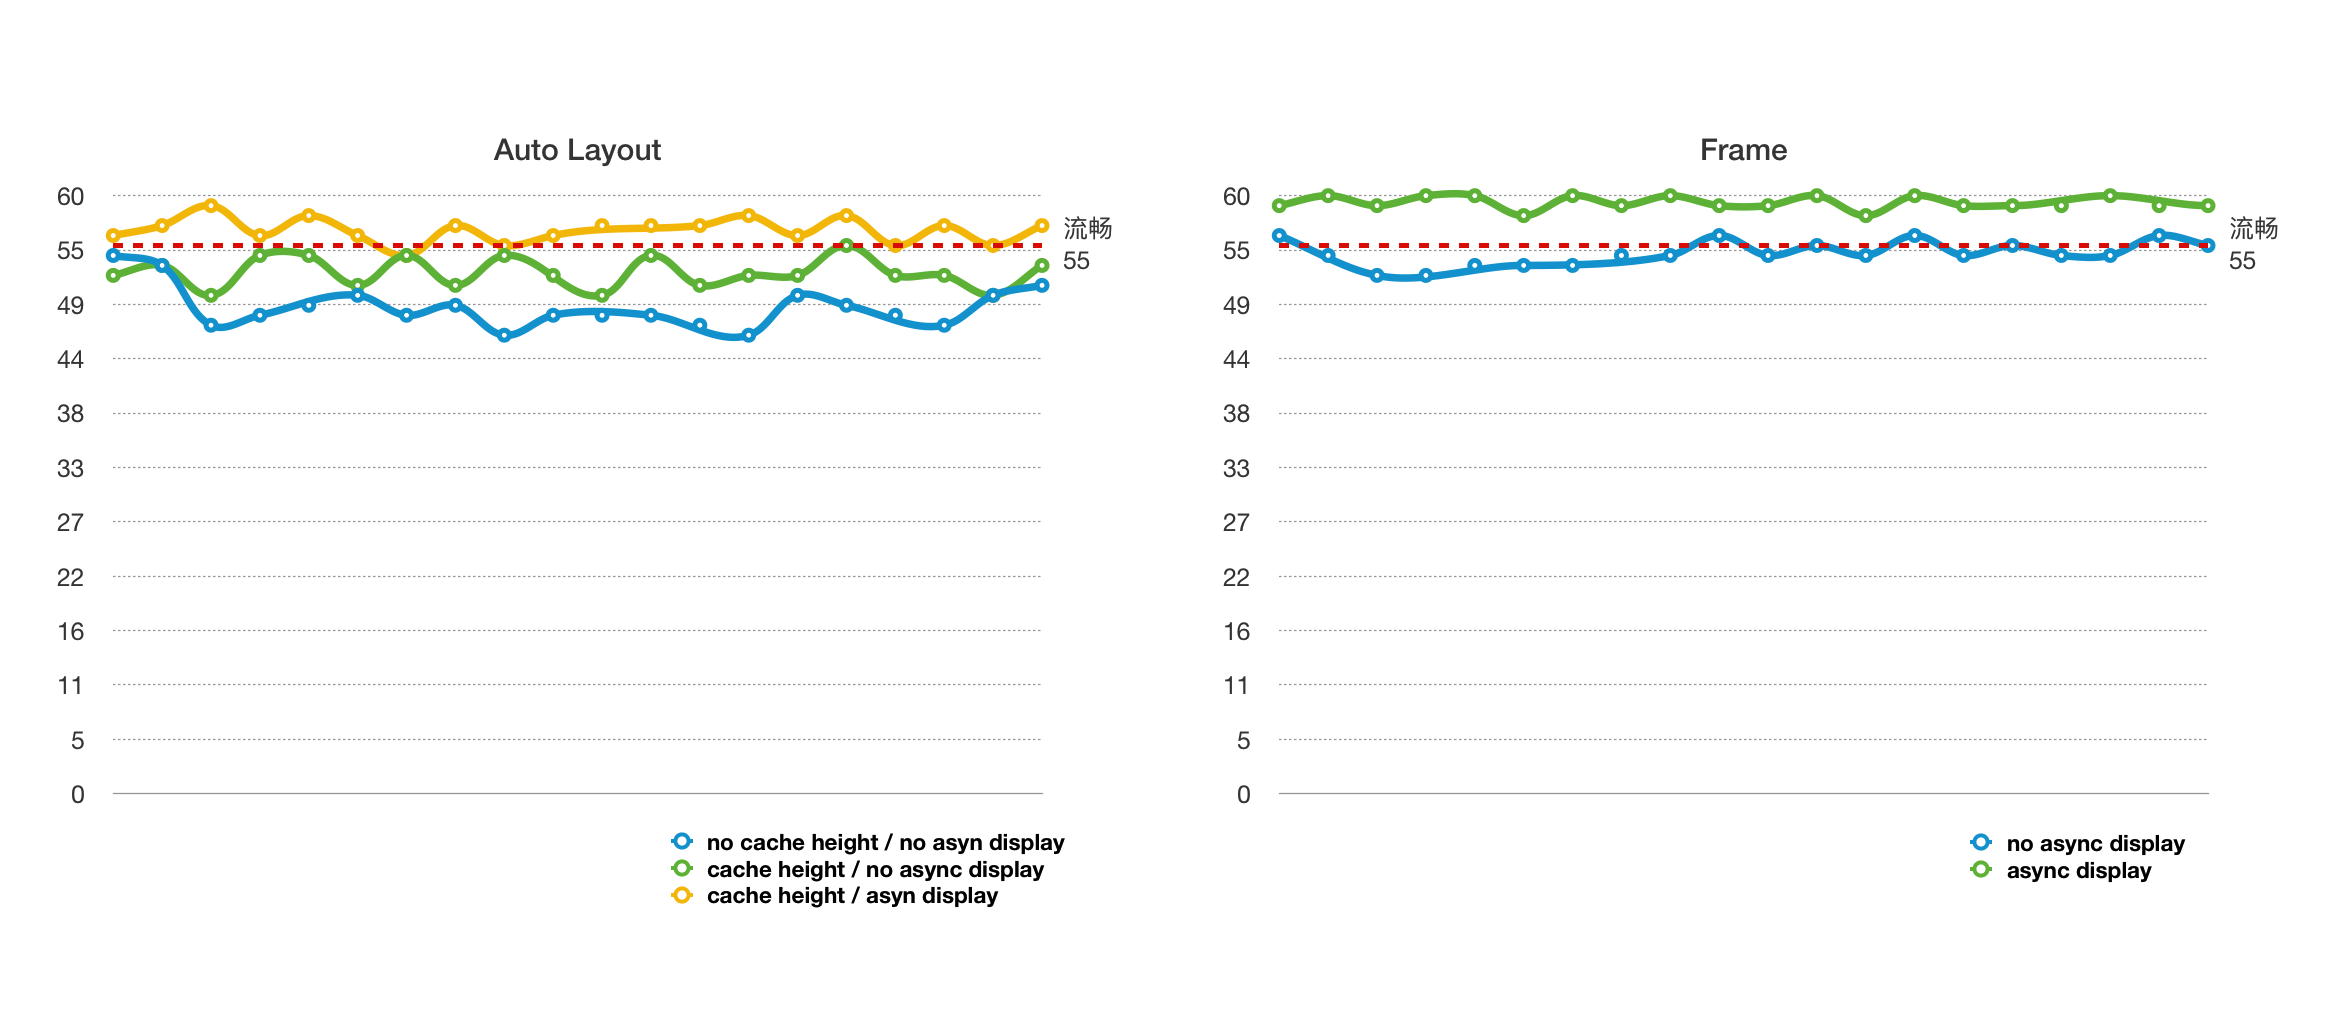 Auto Layout
60
55
49
44
38
33
27
22
16
11
5
0
流畅
55
no cache height / no asyn display
cache height / no async display
cache height / asyn display
Frame
60
55
49
44
38
33
27
22
16
11
5
0
流畅
55
no async display
async display